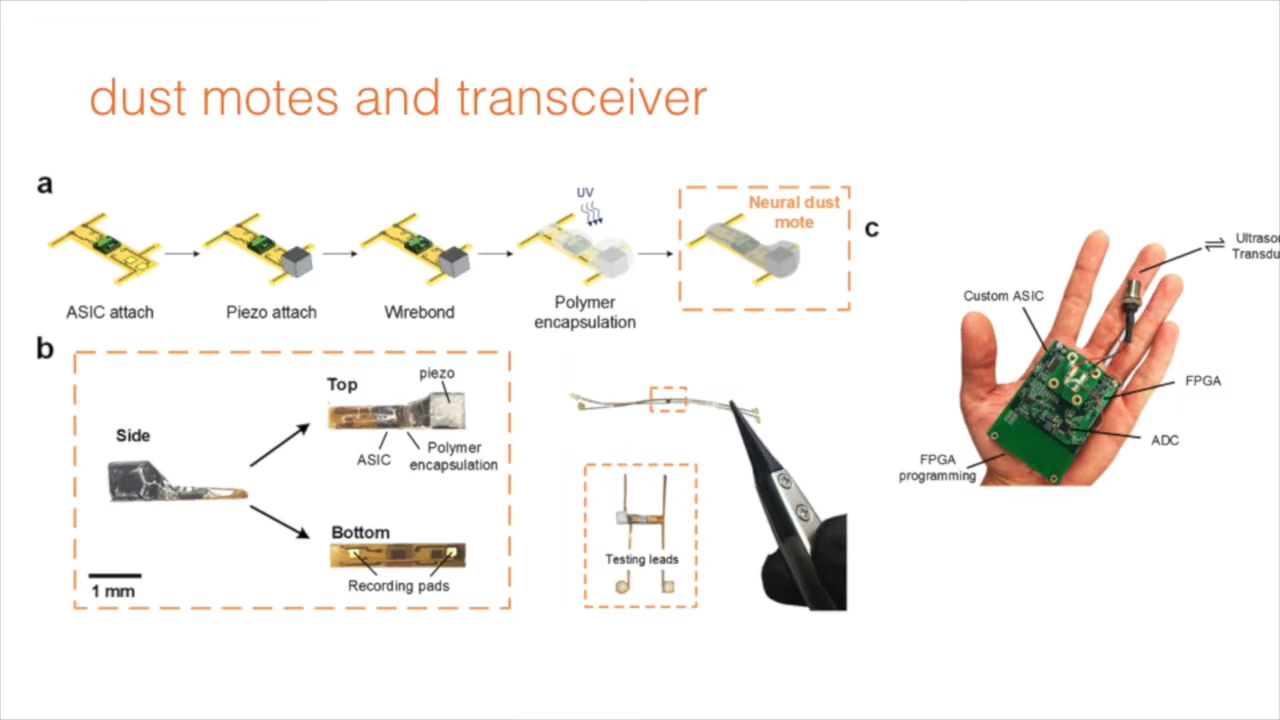 dust motes and transceiver
a
UV
Neural dust
mote
ASIC attach
Piezo attach
Wirebond
Polymer
encapsulation
b
Side
Top
piezo
ASIC
Polymer
encapsulation
Bottom
Recording pads
1 mm
Testing leads
c
Custom ASIC
FPGA
ADC
FPGA
programming